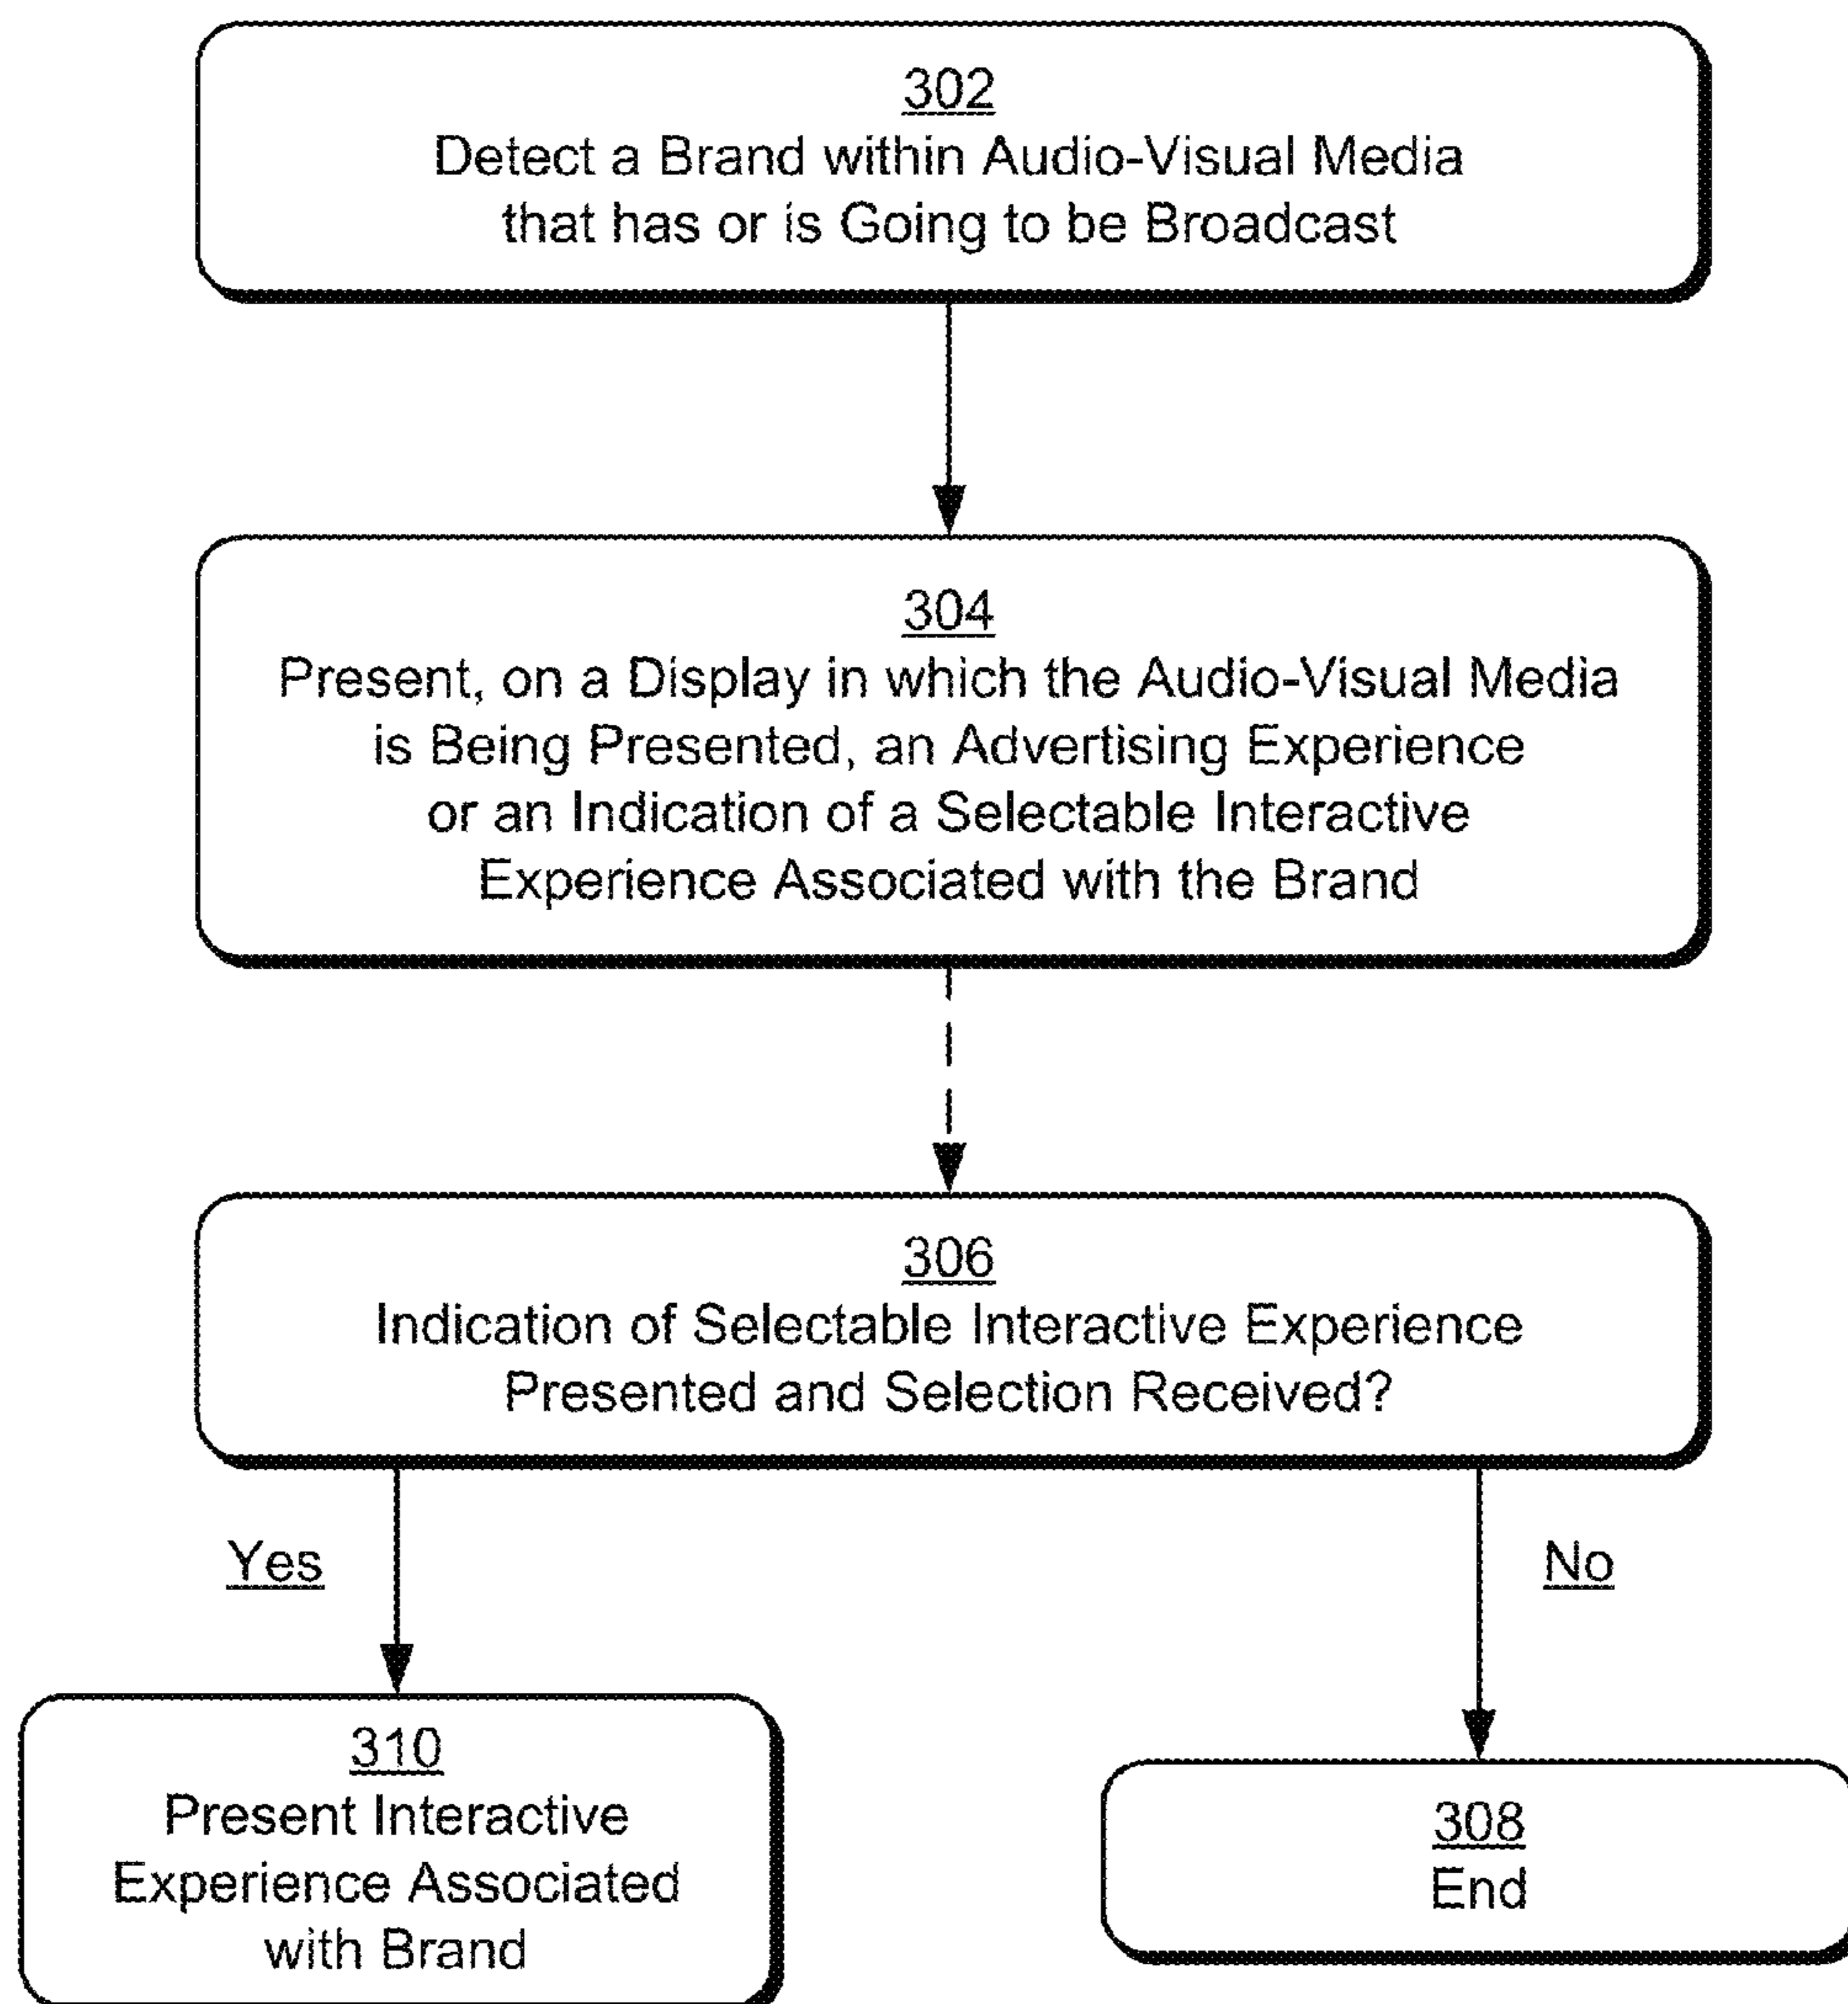 302
Detect a Brand within Audio-Visual Media
that has or is Going to be Broadcast
304
Present, on a Display in which the Audio-Visual Media
is Being Presented, an Advertising Experience
or an Indication of a Selectable Interactive
Experience Associated with the Brand
306
Indication of Selectable Interactive Experience
Presented and Selection Received?
Yes
No
310
Present Interactive
Experience Associated
with Brand
308
End